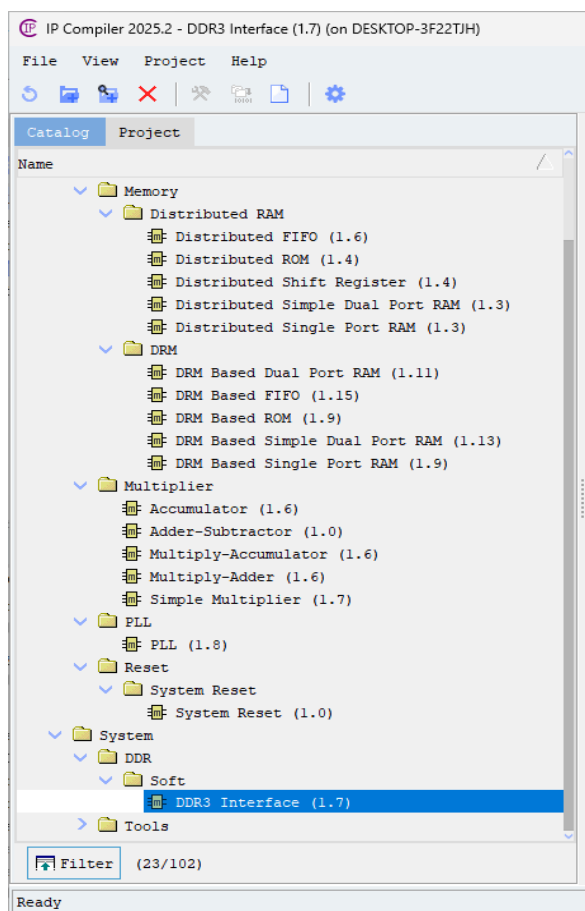 IP Compiler 2025.2 - DDR3 Interface (1.7) (on DESKTOP-3F22TJH)
File View Project Help
Catalog Project
Name
Memory
Distributed RAM
Distributed FIFO (1.6)
Distributed ROM (1.4)
Distributed Shift Register (1.4)
Distributed Simple Dual Port RAM (1.3)
Distributed Single Port RAM (1.3)
DRM
DRM Based Dual Port RAM (1.11)
DRM Based FIFO (1.15)
DRM Based ROM (1.9)
DRM Based Simple Dual Port RAM (1.13)
DRM Based Single Port RAM (1.9)
Multiplier
Accumulator (1.6)
Adder-Subtractor (1.0)
Multiply-Accumulator (1.6)
Multiply-Adder (1.6)
Simple Multiplier (1.7)
PLL
PLL (1.8)
Reset
System Reset
System Reset (1.0)
System
DDR
Soft
DDR3 Interface (1.7)
Tools
Filter (23/102)
Ready